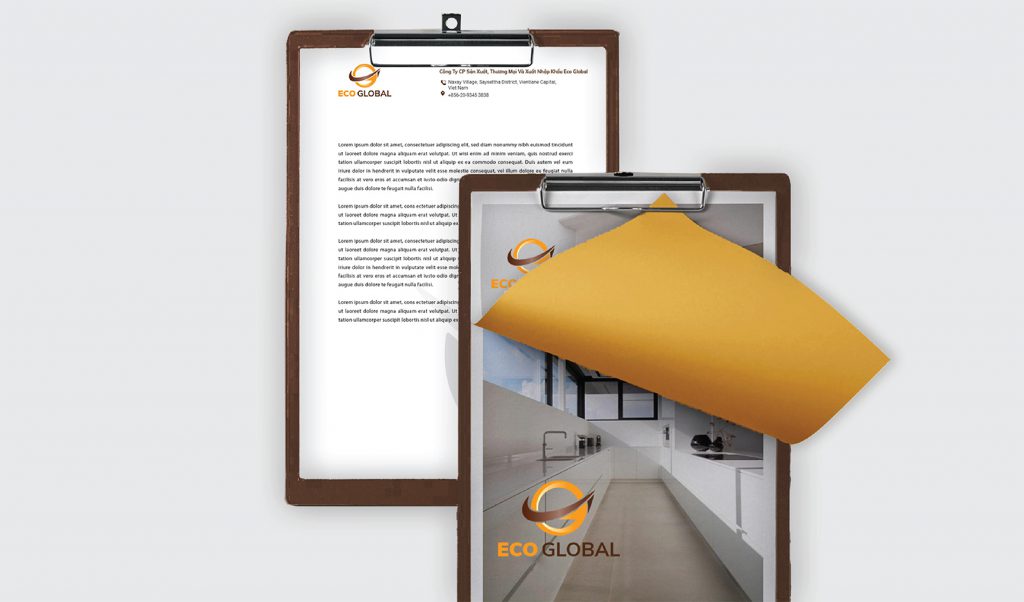 ECO GLOBAL
Công Ty CP Sản Xuất, Thương Mại Và Xuất Nhập Khẩu Eco Global
Naxay Village, Saysettha District, Vientiane Capital,
Viet Nam
+856-20-9345 3838
Lorem ipsum dolor sit amet, consectetuer adipiscing elit, sed diam nonummy nibh euismod tincidunt
ut laoreet dolore magna aliquam erat volutpat. Ut wisi enim ad minim veniam, quis nostrud exerci
tation ullamcorper suscipit lobortis nisl ut aliquip ex ea commodo consequat. Duis autem vel eum
iriure dolor in hendrerit in vulputate velit esse molestie consequat, vel illum dolore eu feugiat nulla
facilisis at vero eros et accumsan et iusto odio dign
augue duis dolore te feugait nulla facilisi.
Lorem ipsum dolor sit amet, cons ectetuer adipiscing
ut laoreet dolore magna aliquam erat volutpat. Ut
tation ullamcorper suscipit lobortis nisl ut aliquip ex
Lorem ipsum dolor sit amet, consectetuer adipiscing
ut laoreet dolore magna aliquam erat volutpat. Ut
tation ullamcorper suscipit lobortis nisl ut aliquip ex
iriure dolor in hendrerit in vulputate velit esse mole
facilisis at vero eros et accumsan et iusto odio dign
augue duis dolore te feugait nulla facilisi.
Lorem ipsum dolor sit amet, cons ectetuer adipiscing
ut laoreet dolore magna aliquam erat volutpat. Ut
tation ullamcorper suscipit lobortis nisl ut aliquip ex
ECO
ECO GLOBAL